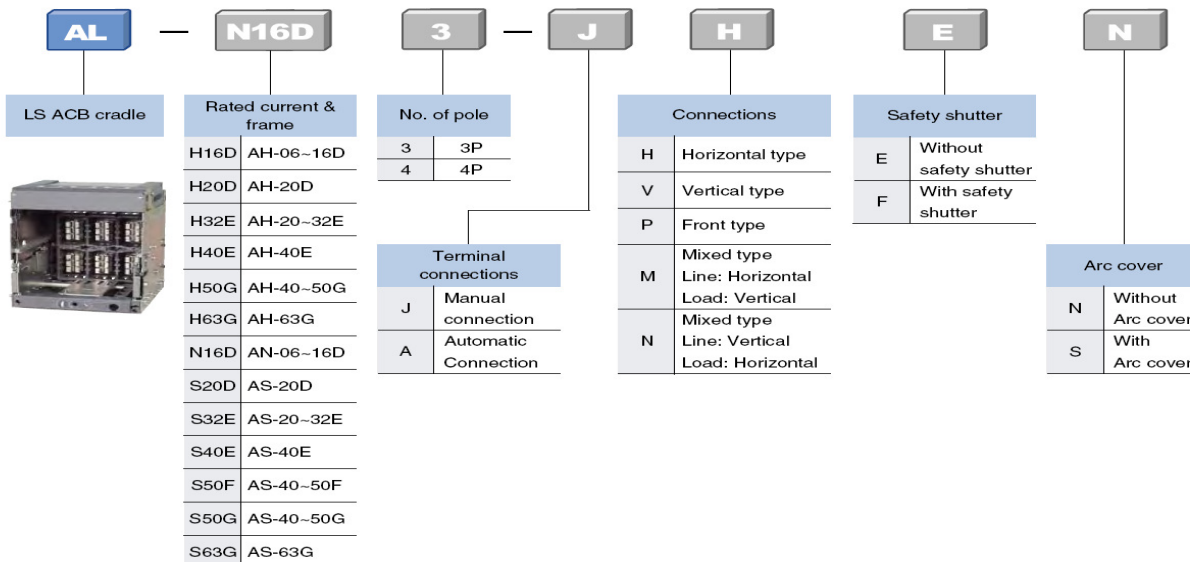 AL — N16D 3 — J H E N
LS ACB cradle
Rated current &
frame
H16D AH-06~16D
H20D AH-20D
H32E AH-20~32E
H40E AH-40E
H50G AH-40~50G
H63G AH-63G
N16D AN-06~16D
S20D AS-20D
S32E AS-20~32E
S40E AS-40E
S50F AS-40~50F
S50G AS-40~50G
S63G AS-63G
No. of pole
3 3P
4 4P
Terminal
connections
J Manual
connection
A Automatic
Connection
Connections
H Horizontal type
V Vertical type
P Front type
M Mixed type
Line: Horizontal
Load: Vertical
N Mixed type
Line: Vertical
Load: Horizontal
Safety shutter
E Without
safety shutter
F With safety
shutter
Arc cover
N Without
Arc cover
S With
Arc cover